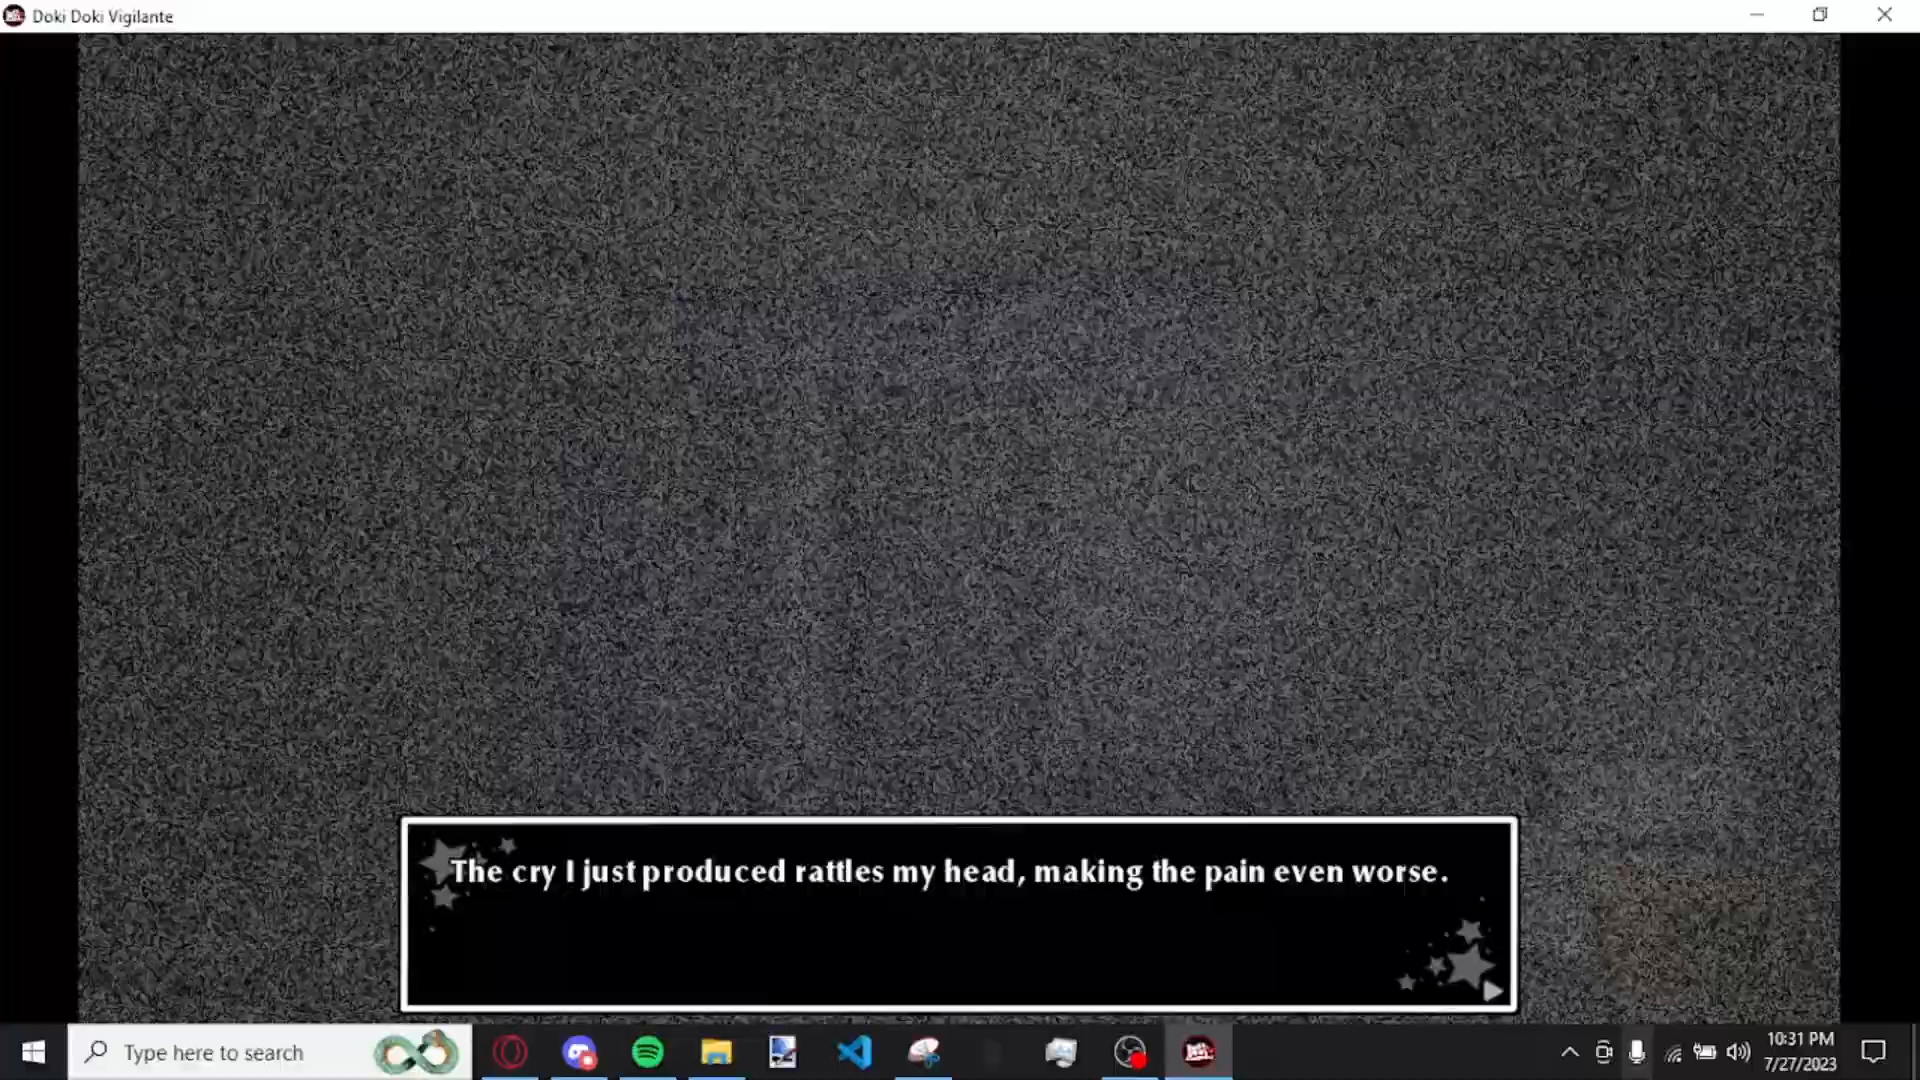 Doki Doki Vigilante
The cry I just produced rattles my head, making the pain even worse.
Type here to search
10:31 PM
7/27/2023